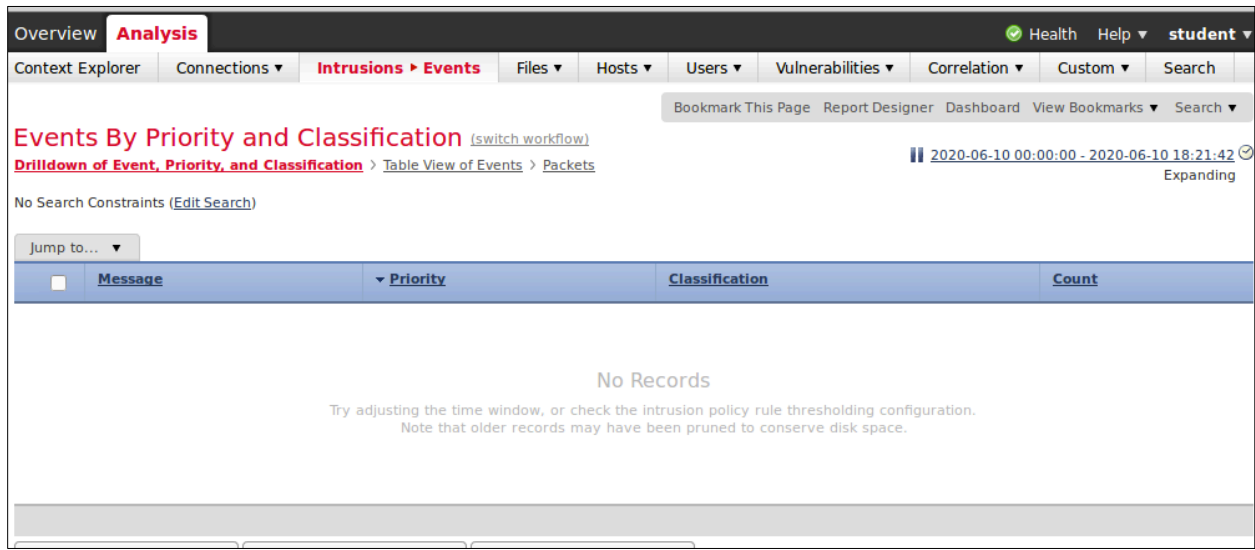 Overview Analysis Health Help ▼ student ▼
Context Explorer Connections ▼ Intrusions ▸ Events Files ▼ Hosts ▼ Users ▼ Vulnerabilities ▼ Correlation ▼ Custom ▼ Search
Bookmark This Page Report Designer Dashboard View Bookmarks ▼ Search ▼
Events By Priority and Classification (switch workflow)
Drilldown of Event, Priority, and Classification > Table View of Events > Packets
2020-06-10 00:00:00 - 2020-06-10 18:21:42
Expanding
No Search Constraints (Edit Search)
Jump to... ▼
Message ▼ Priority Classification Count
No Records
Try adjusting the time window, or check the intrusion policy rule thresholding configuration.
Note that older records may have been pruned to conserve disk space.